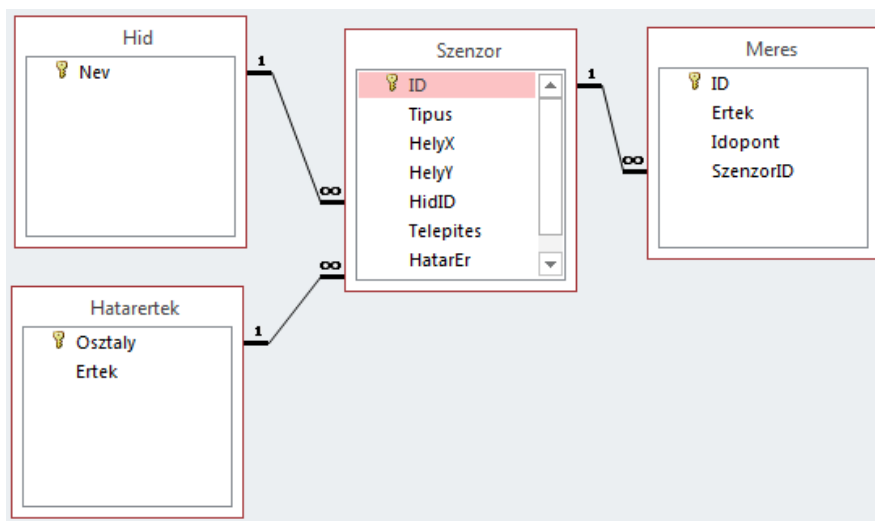 Hid
Nev
Szenzor
ID
Tipus
HelyX
HelyY
HidID
Telepites
HatarEr
Meres
ID
Ertek
Idopont
SzenzorID
Hatarertek
Osztaly
Ertek
1
∞
1
∞
1
∞